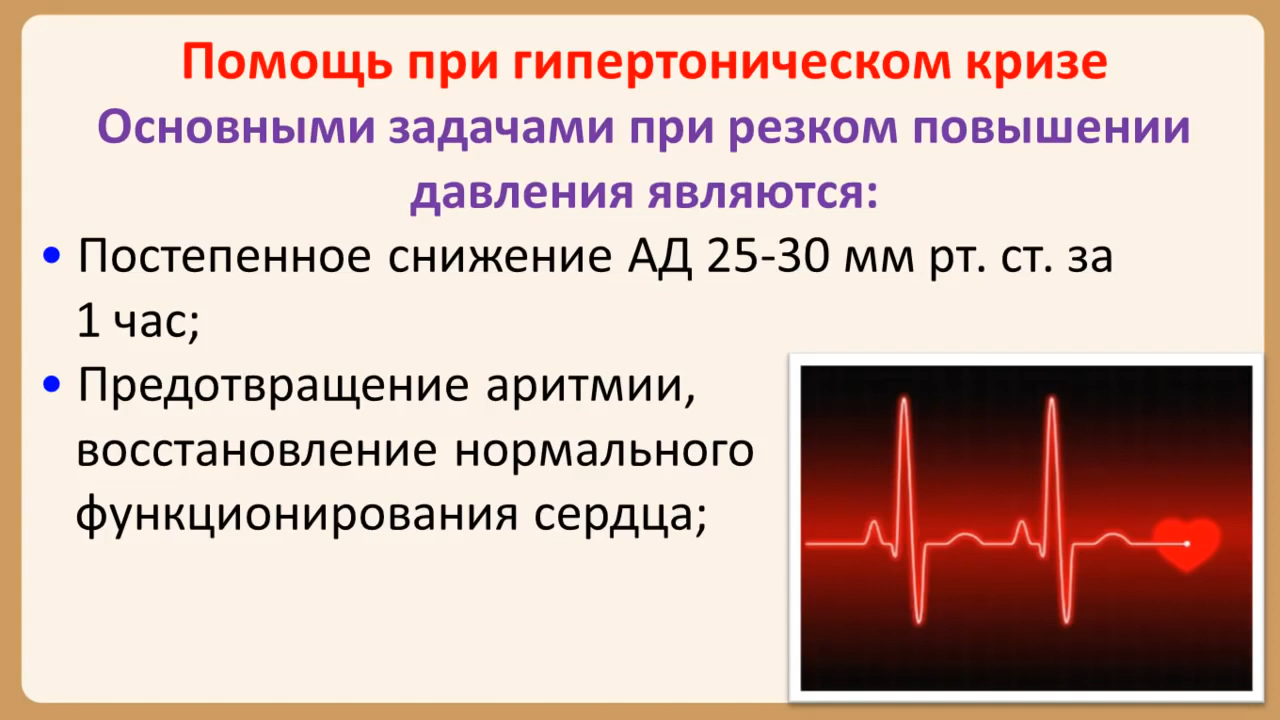 Помощь при гипертоническом кризе
Основными задачами при резком повышении
давления являются:
• Постепенное снижение АД 25-30 мм рт. ст. за
1 час;
• Предотвращение аритмии,
восстановление нормального
функционирования сердца;